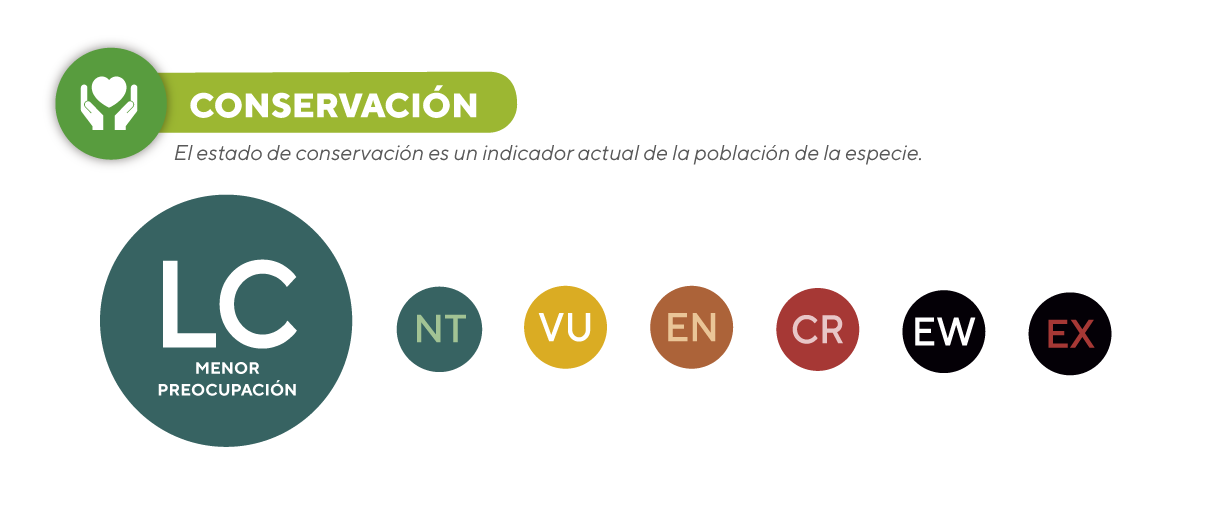 CONSERVACIÓN
El estado de conservación es un indicador actual de la población de la especie.
LC
MENOR
PREOCUPACIÓN
NT
VU
EN
CR
EW
EX